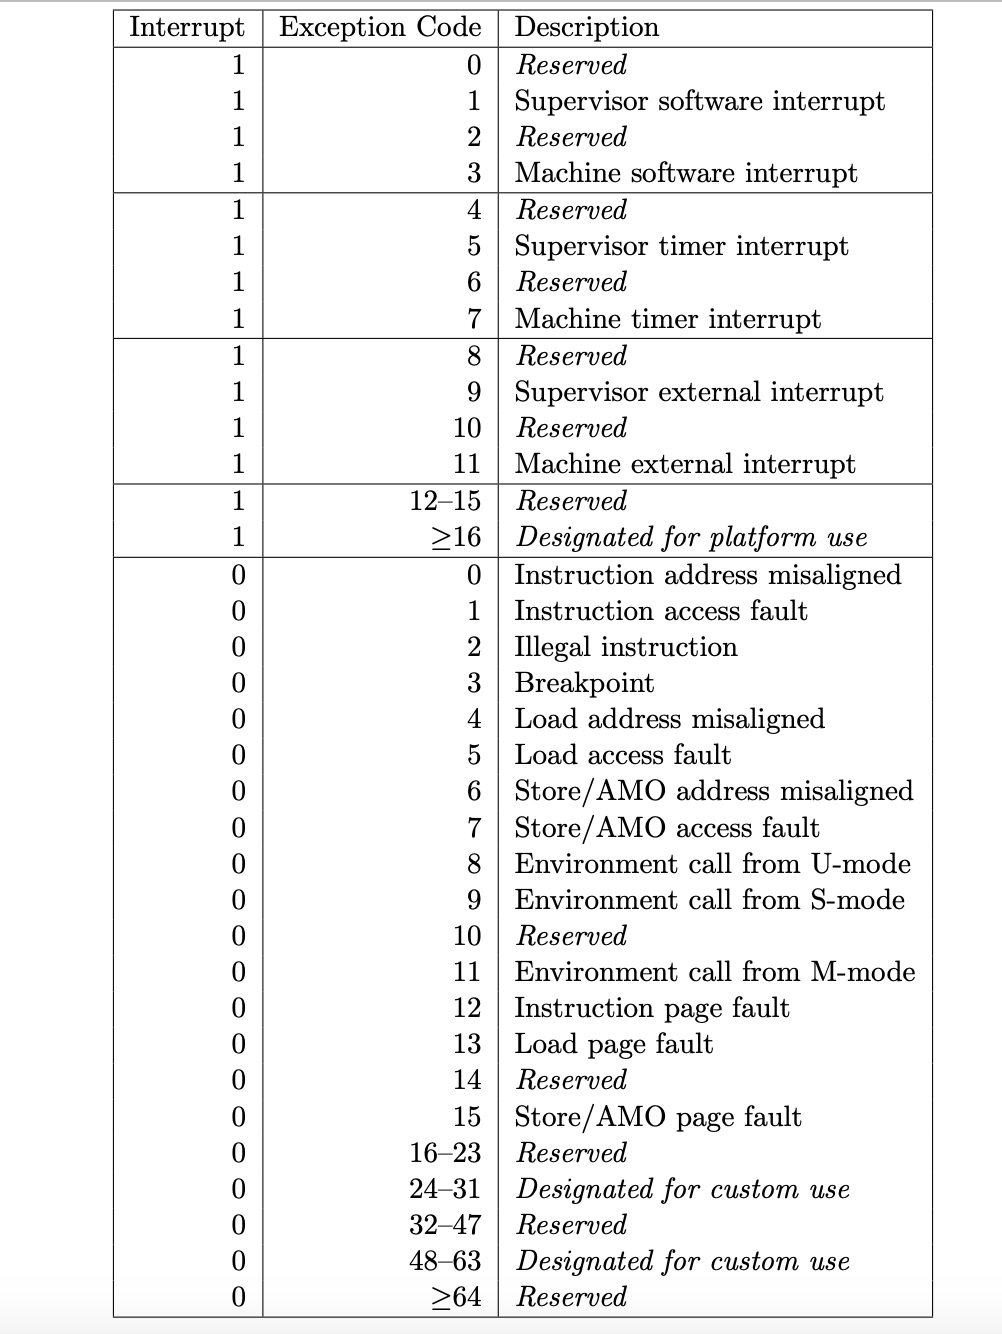 Interrupt Exception Code Description
1 0 Reserved
1 1 Supervisor software interrupt
1 2 Reserved
1 3 Machine software interrupt
1 4 Reserved
1 5 Supervisor timer interrupt
1 6 Reserved
1 7 Machine timer interrupt
1 8 Reserved
1 9 Supervisor external interrupt
1 10 Reserved
1 11 Machine external interrupt
1 12–15 Reserved
1 ≥16 Designated for platform use
0 0 Instruction address misaligned
0 1 Instruction access fault
0 2 Illegal instruction
0 3 Breakpoint
0 4 Load address misaligned
0 5 Load access fault
0 6 Store/AMO address misaligned
0 7 Store/AMO access fault
0 8 Environment call from U-mode
0 9 Environment call from S-mode
0 10 Reserved
0 11 Environment call from M-mode
0 12 Instruction page fault
0 13 Load page fault
0 14 Reserved
0 15 Store/AMO page fault
0 16–23 Reserved
0 24–31 Designated for custom use
0 32–47 Reserved
0 48–63 Designated for custom use
0 ≥64 Reserved